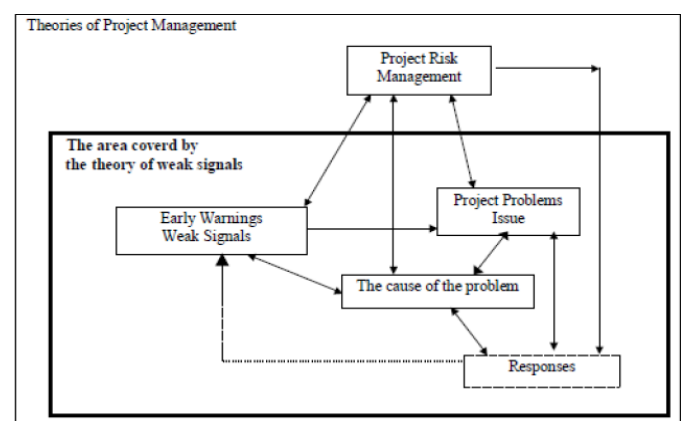 Theories of Project Management
Project Risk
Management
The area coverd by
the theory of weak signals
Early Warnings
Weak Signals
Project Problems
Issue
The cause of the problem
Responses